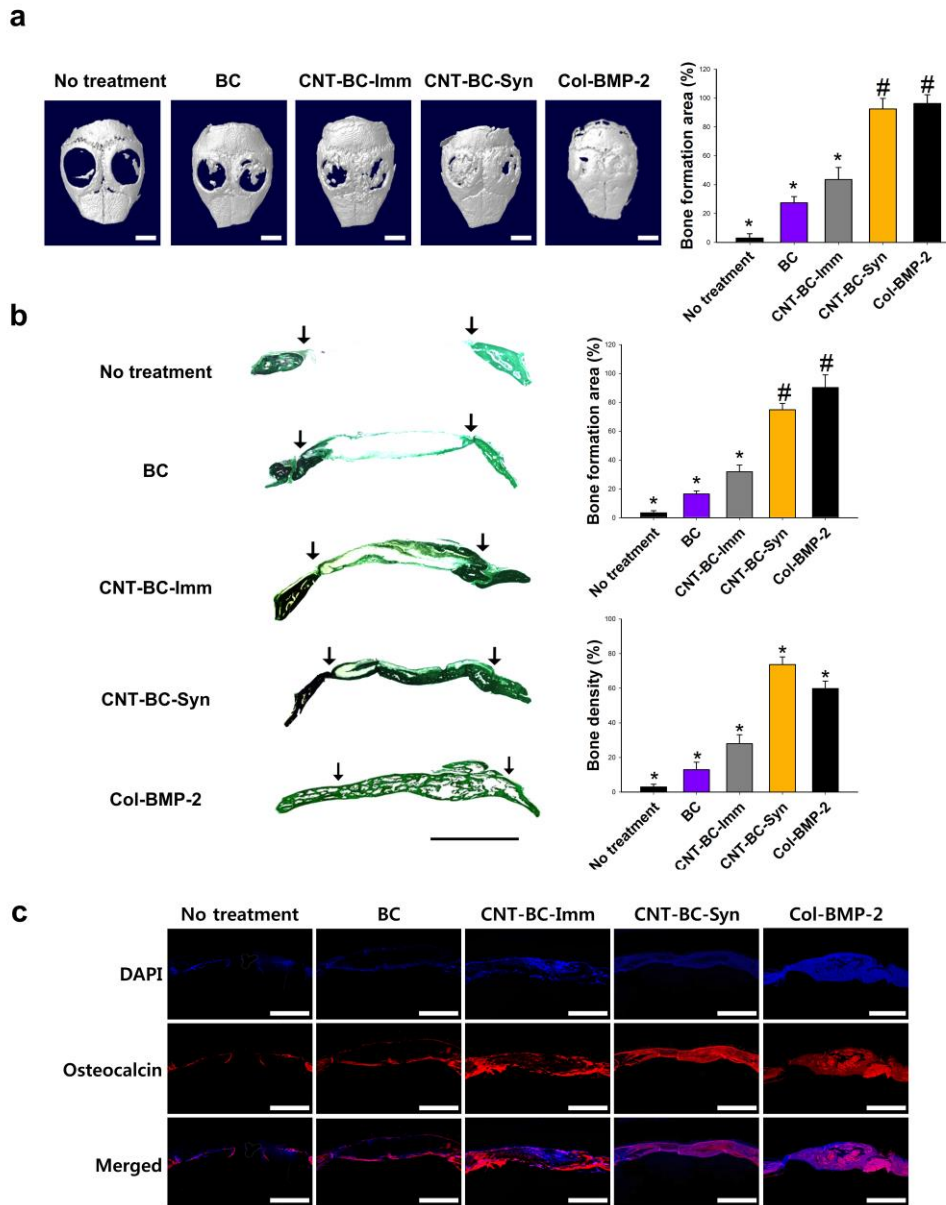 a
No treatment BC CNT-BC-Imm CNT-BC-Syn Col-BMP-2
Bone formation area (%)
120
100
80
60
40
20
0
* * * # #
No treatment
BC
CNT-BC-Imm
CNT-BC-Syn
Col-BMP-2
b
No treatment
BC
CNT-BC-Imm
CNT-BC-Syn
Col-BMP-2
Bone formation area (%)
120
100
80
60
40
20
0
* * * # #
No treatment
BC
CNT-BC-Imm
CNT-BC-Syn
Col-BMP-2
Bone density (%)
100
80
60
40
20
0
* * * * *
No treatment
BC
CNT-BC-Imm
CNT-BC-Syn
Col-BMP-2
c
No treatment BC CNT-BC-Imm CNT-BC-Syn Col-BMP-2
DAPI
Osteocalcin
Merged